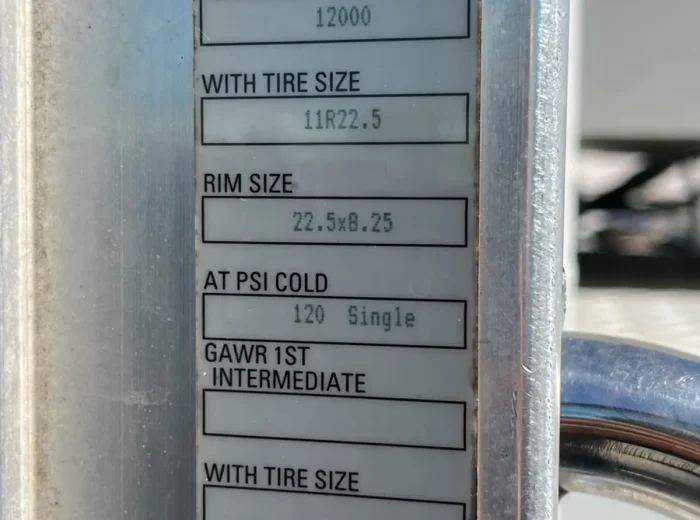 12000
WITH TIRE SIZE
11R22.5
RIM SIZE
22.5x8.25
AT PSI COLD
120 Single
GAWR 1ST
INTERMEDIATE
WITH TIRE SIZE